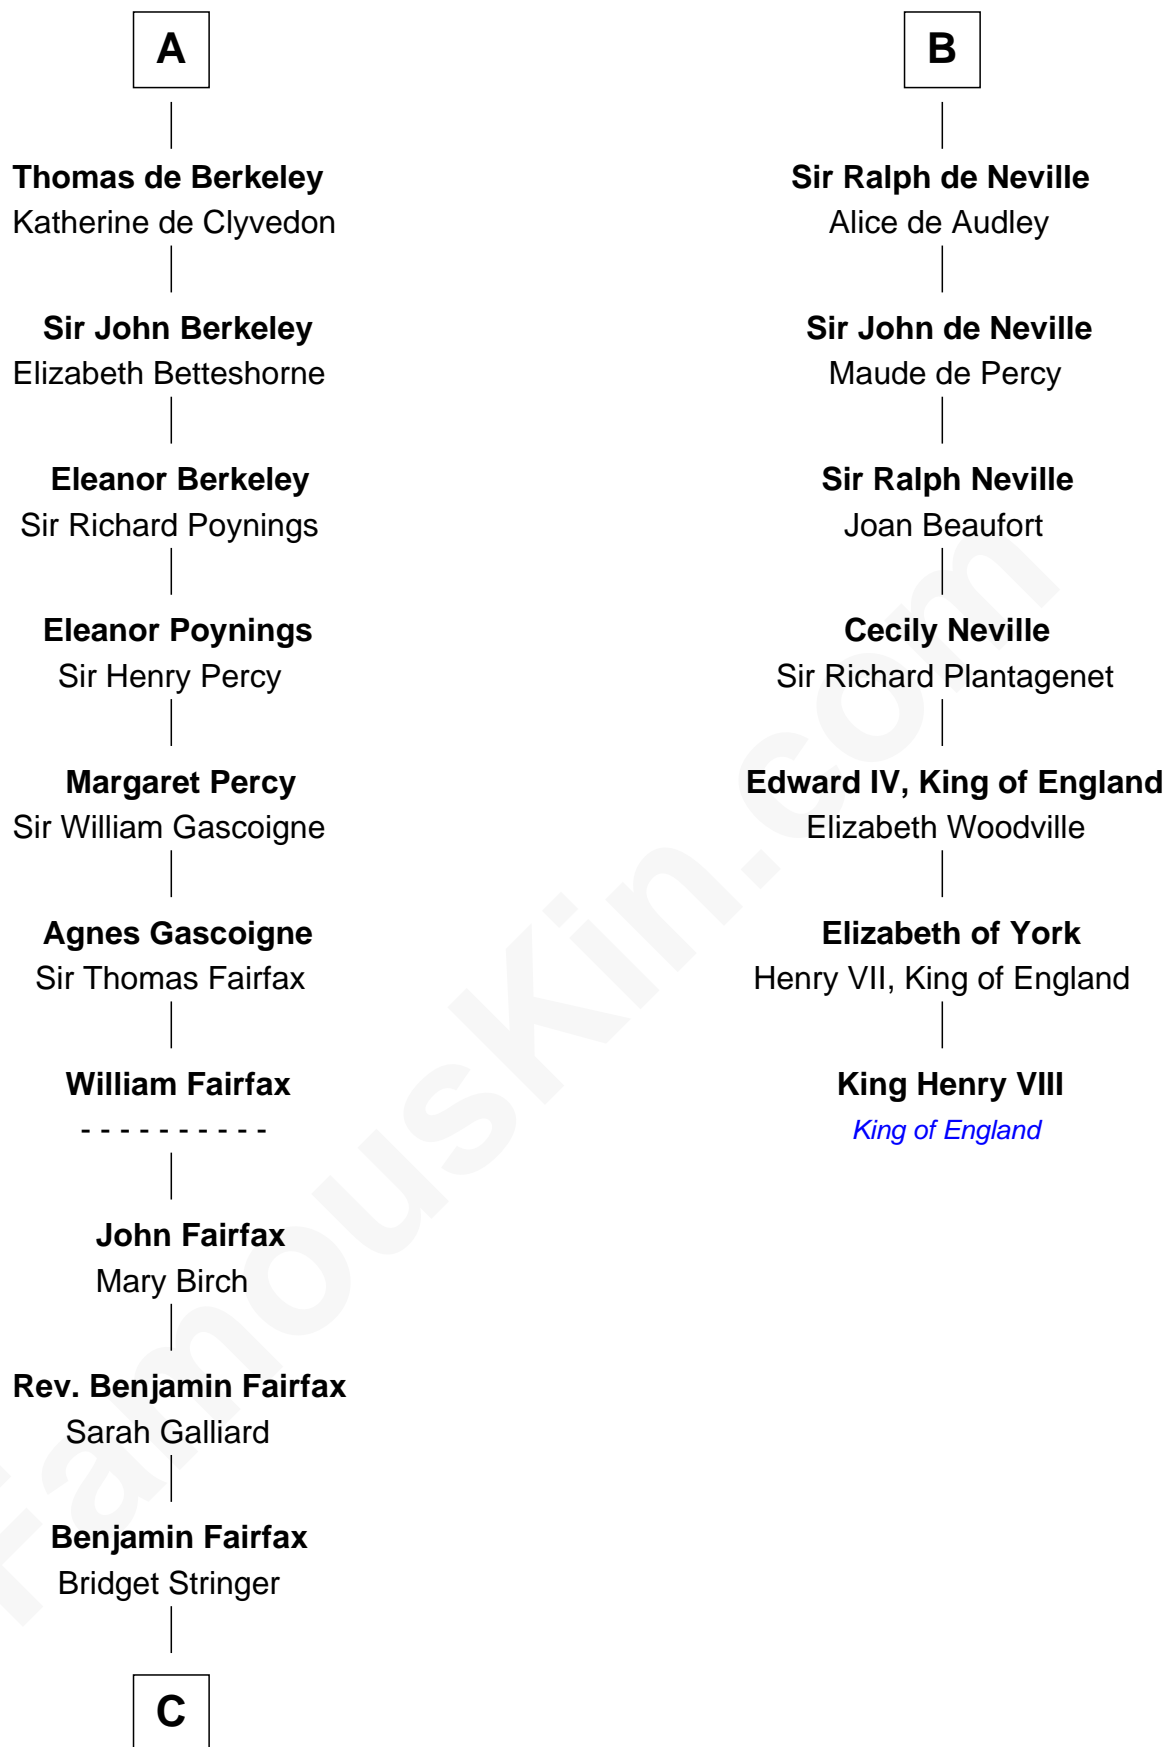 A
Thomas de Berkeley
Katherine de Clyvedon
Sir John Berkeley
Elizabeth Betteshorne
Eleanor Berkeley
Sir Richard Poynings
Eleanor Poynings
Sir Henry Percy
Margaret Percy
Sir William Gascoigne
Agnes Gascoigne
Sir Thomas Fairfax
William Fairfax
- - - - - - - - - -
John Fairfax
Mary Birch
Rev. Benjamin Fairfax
Sarah Galliard
Benjamin Fairfax
Bridget Stringer
C
B
Sir Ralph de Neville
Alice de Audley
Sir John de Neville
Maude de Percy
Sir Ralph Neville
Joan Beaufort
Cecily Neville
Sir Richard Plantagenet
Edward IV, King of England
Elizabeth Woodville
Elizabeth of York
Henry VII, King of England
King Henry VIII
King of England
FamousKin.com